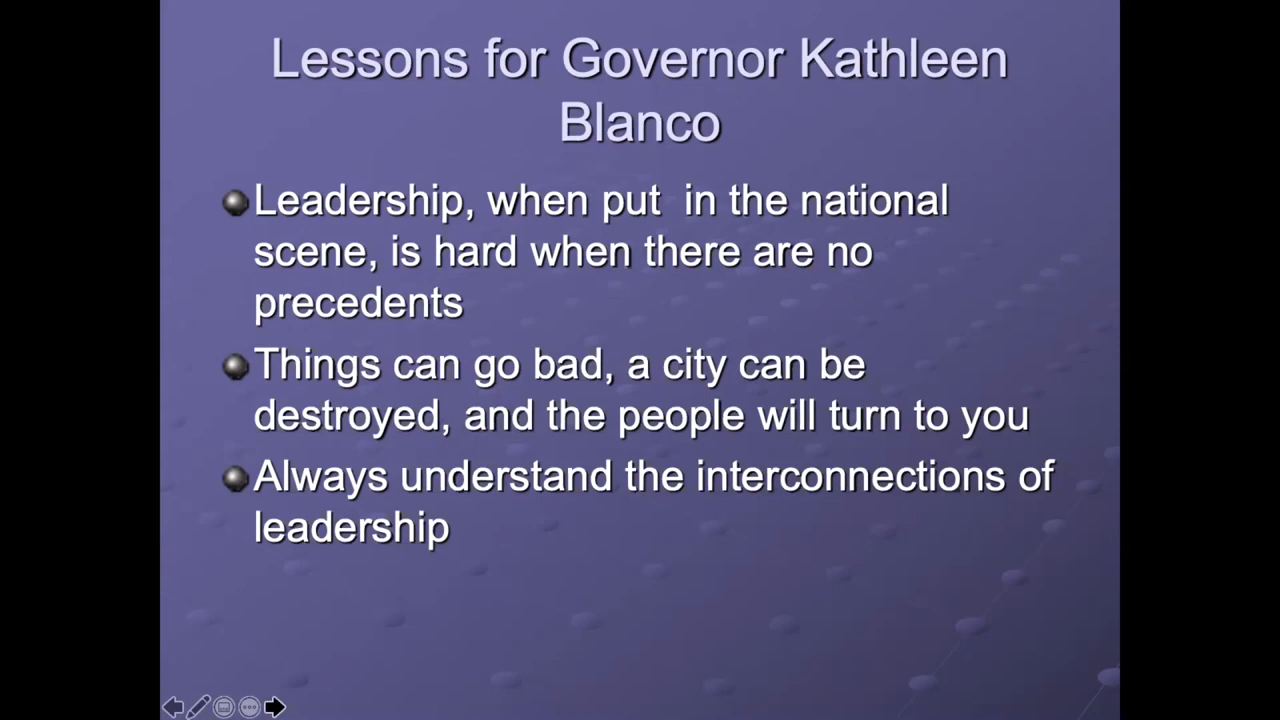 Lessons for Governor Kathleen
Blanco
Leadership, when put  in the national
scene, is hard when there are no
precedents
Things can go bad, a city can be
destroyed, and the people will turn to you
Always understand the interconnections of
leadership